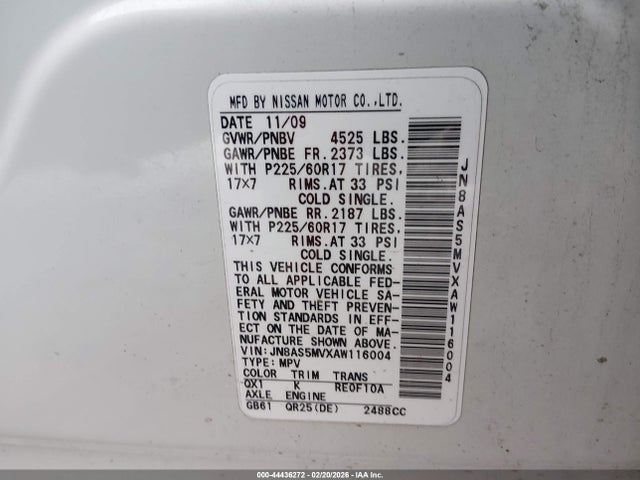 MFD BY NISSAN MOTOR CO.,LTD.
DATE 11/09
GVWR/PNBV 4525 LBS.
GAWR/PNBE FR. 2373 LBS.
WITH P225/60R17 TIRES,
17X7 RIMS. AT 33 PSI
COLD SINGLE.
GAWR/PNBE RR. 2187 LBS.
WITH P225/60R17 TIRES,
17X7 RIMS. AT 33 PSI
COLD SINGLE.
THIS VEHICLE CONFORMS
TO ALL APPLICABLE FED-
ERAL MOTOR VEHICLE SA-
FETY AND THEFT PREVEN-
TION STANDARDS IN EFF-
ECT ON THE DATE OF MA-
NUFACTURE SHOWN ABOVE.
VIN: JN8AS5MVXAW116004
TYPE: MPV
COLOR TRIM TRANS
QX1 K RE0F10A
AXLE ENGINE
GB61 QR25(DE) 2488CC
JN8AS5MVXAW116004
000-44436272 - 02/20/2026 - IAAI.COM